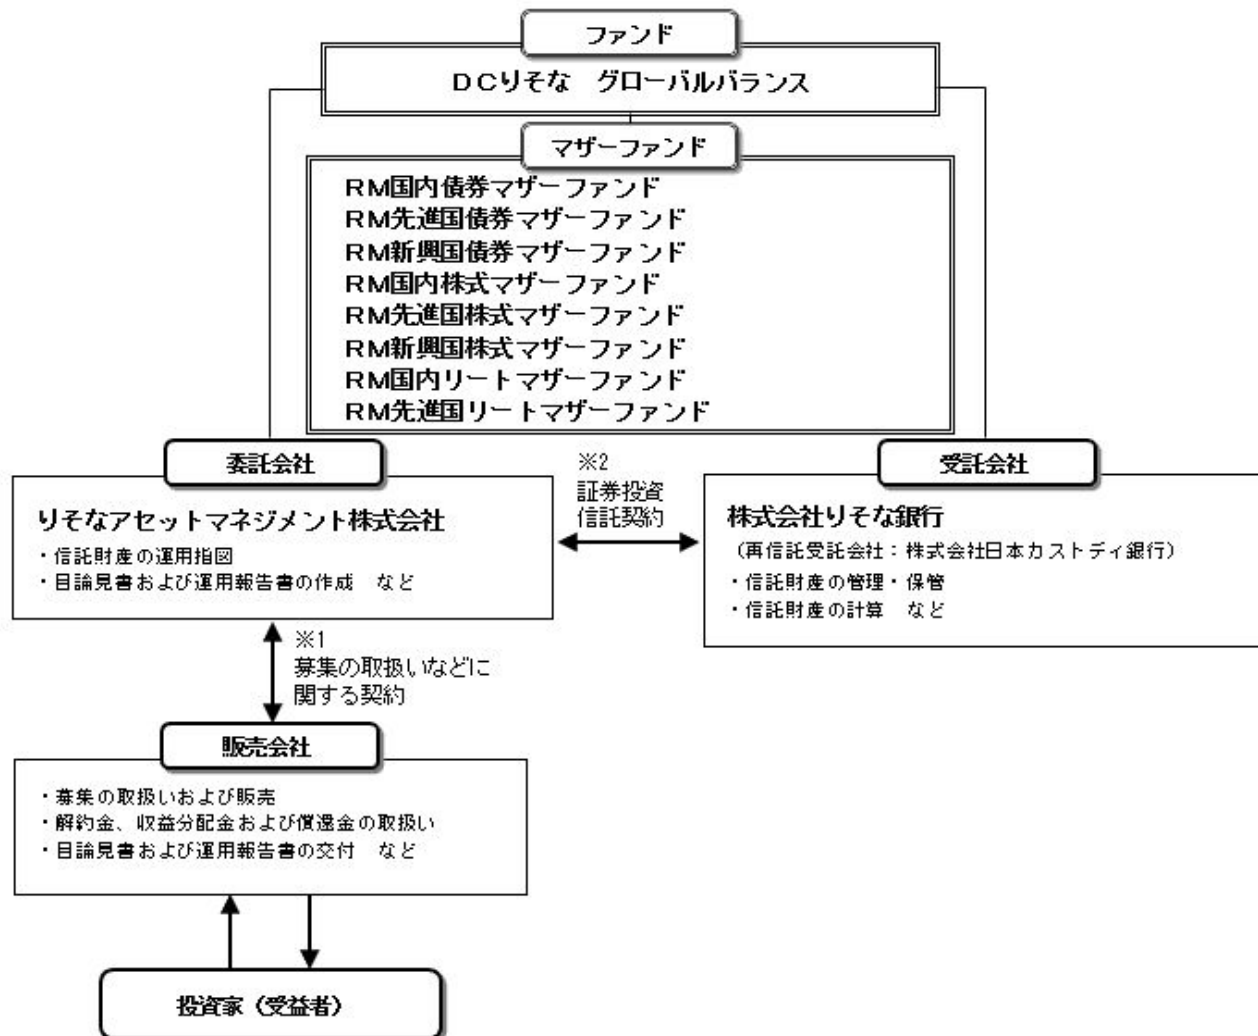 ファンド
DCりそな　グローバルバランス
マザーファンド
RM国内債券マザーファンド
RM先進国債券マザーファンド
RM新興国債券マザーファンド
RM国内株式マザーファンド
RM先進国株式マザーファンド
RM新興国株式マザーファンド
RM国内リートマザーファンド
RM先進国リートマザーファンド
委託会社
りそなアセットマネジメント株式会社
・信託財産の運用指図
・目論見書および運用報告書の作成　など
※2
証券投資
信託契約
受託会社
株式会社りそな銀行
（再信託受託会社：株式会社日本カストディ銀行）
・信託財産の管理・保管
・信託財産の計算　など
※1
募集の取扱いなどに
関する契約
販売会社
・募集の取扱いおよび販売
・解約金、収益分配金および償還金の取扱い
・目論見書および運用報告書の交付　など
投資家（受益者）